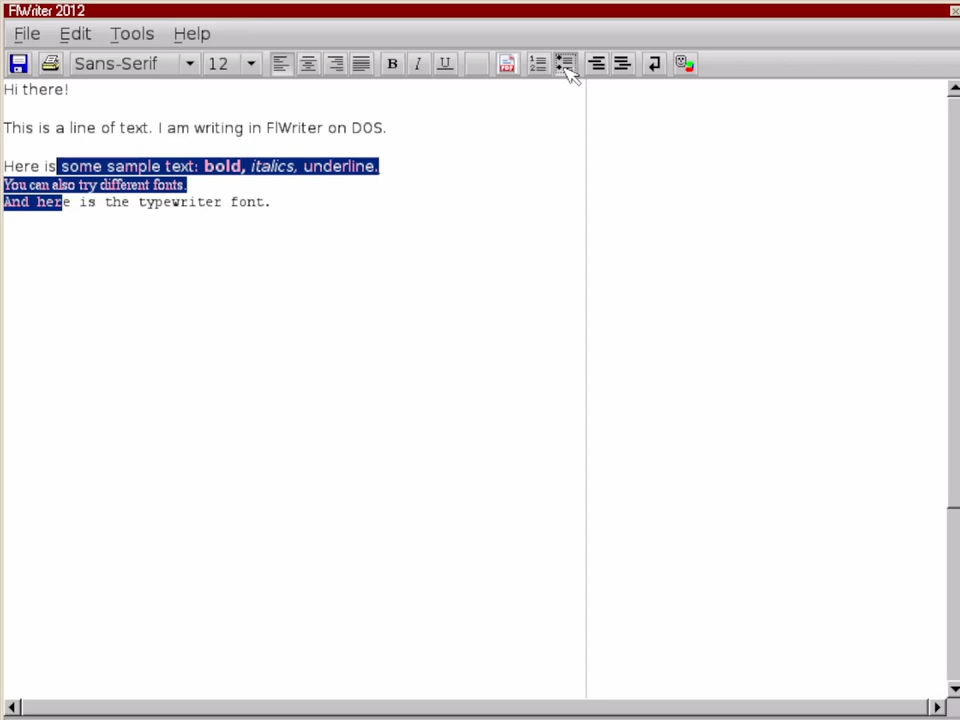 FlWriter 2012
File Edit Tools Help
Sans-Serif 12 B I U PDF
Hi there!
This is a line of text. I am writing in FlWriter on DOS.
Here is some sample text: bold, italics, underline.
You can also try different fonts.
And here is the typewriter font.